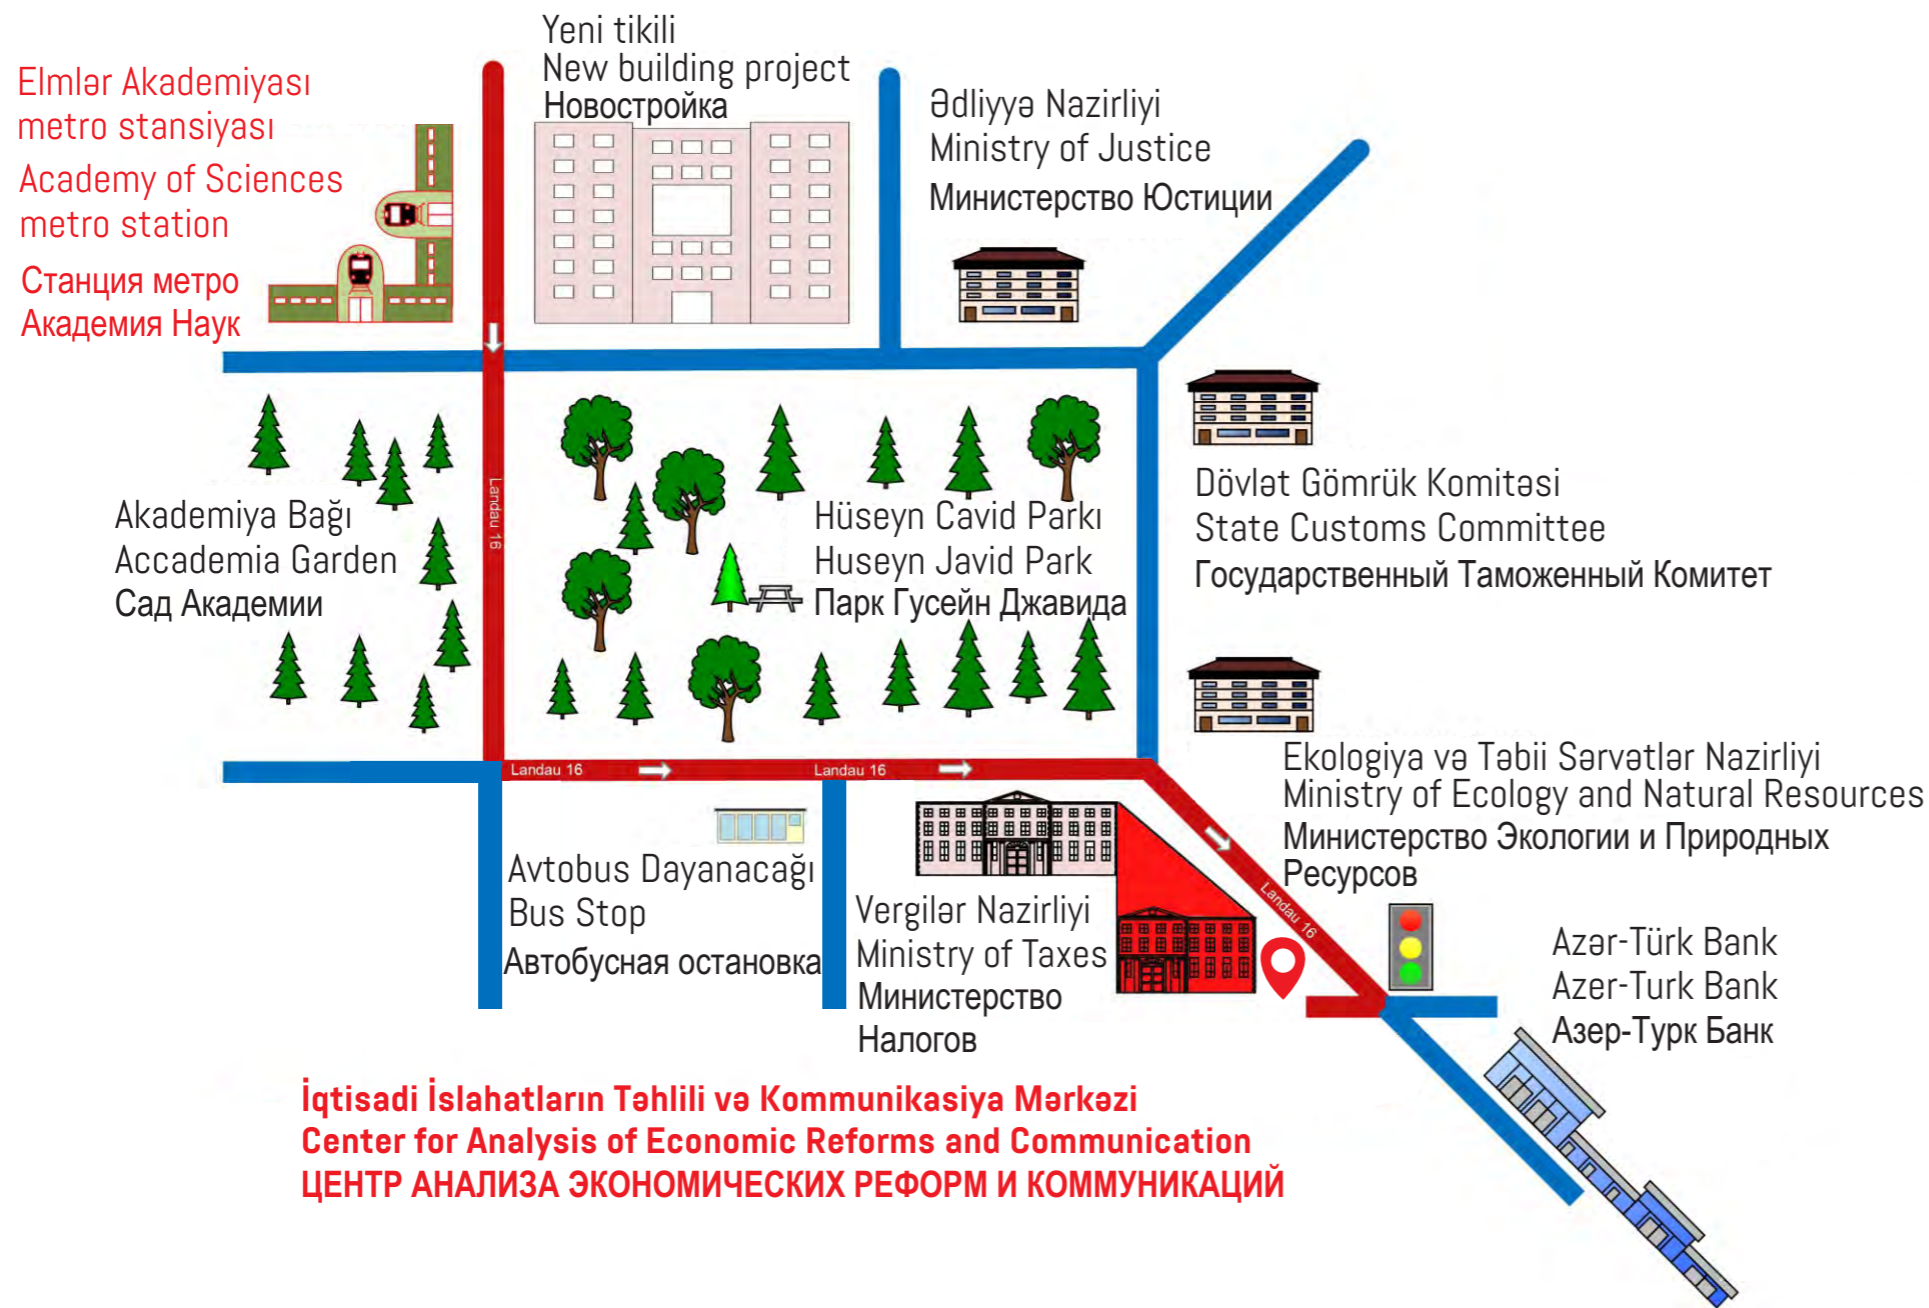 Elmlər Akademiyası
metro stansiyası
Academy of Sciences
metro station
Станция метро
Академия Наук
Yeni tikili
New building project
Новостройка
Ədliyyə Nazirliyi
Ministry of Justice
Министерство Юстиции
Akademiya Bağı
Accademia Garden
Сад Академии
Landau 16
Hüseyn Cavid Parkı
Huseyn Javid Park
Парк Гусейн Джавида
Dövlət Gömrük Komitəsi
State Customs Committee
Государственный Таможенный Комитет
Landau 16
Landau 16
Ekologiya və Təbii Sərvətlər Nazirliyi
Ministry of Ecology and Natural Resources
Министерство Экологии и Природных
Ресурсов
Avtobus Dayanacağı
Bus Stop
Автобусная остановка
Vergilər Nazirliyi
Ministry of Taxes
Министерство
Налогов
Landau 16
Azər-Türk Bank
Azer-Turk Bank
Азер-Турк Банк
İqtisadi İslahatların Təhlili və Kommunikasiya Mərkəzi
Center for Analysis of Economic Reforms and Communication
ЦЕНТР АНАЛИЗА ЭКОНОМИЧЕСКИХ РЕФОРМ И КОММУНИКАЦИЙ